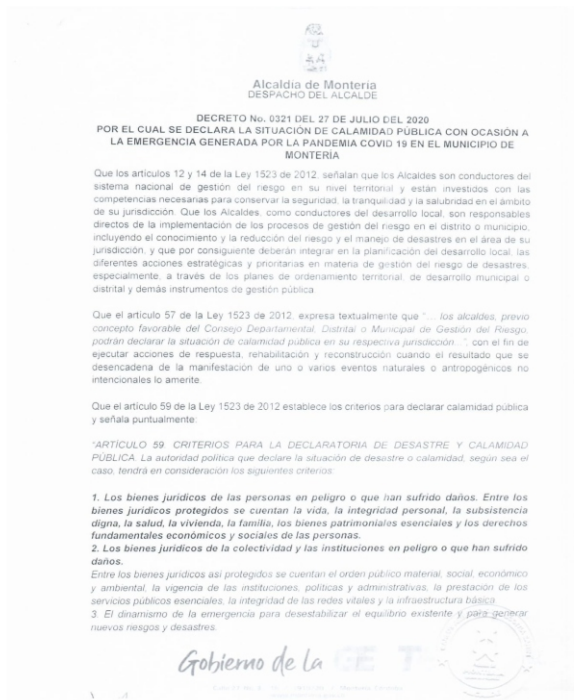 Alcaldía de Montería
DESPACHO DEL ALCALDE
DECRETO No. 0321 DEL 27 DE JULIO DEL 2020
POR EL CUAL SE DECLARA LA SITUACIÓN DE CALAMIDAD PÚBLICA CON OCASIÓN A
LA EMERGENCIA GENERADA POR LA PANDEMIA COVID 19 EN EL MUNICIPIO DE
MONTERÍA
Que los artículos 12 y 14 de la Ley 1523 de 2012, señalan que los Alcaldes son conductores del
sistema nacional de gestión del riesgo en su nivel territorial y están investidos con las
competencias necesarias para conservar la seguridad, la tranquilidad y la salubridad en el ámbito
de su jurisdicción. Que los Alcaldes, como conductores del desarrollo local, son responsables
directos de la implementación de los procesos de gestión del riesgo en el distrito o municipio,
incluyendo el conocimiento y la reducción del riesgo y el manejo de desastres en el área de su
jurisdicción, y que por consiguiente deberán integrar en la planificación del desarrollo local, las
diferentes acciones estratégicas y prioritarias en materia de gestión del riesgo de desastres,
especialmente, a través de los planes de ordenamiento territorial, de desarrollo municipal o
distrital y demás instrumentos de gestión pública.
Que el artículo 57 de la Ley 1523 de 2012, expresa textualmente que "... los alcaldes, previo
concepto favorable del Consejo Departamental, Distrital o Municipal de Gestión del Riesgo,
podrán declarar la situación de calamidad pública en su respectiva jurisdicción...", con el fin de
ejecutar acciones de respuesta, rehabilitación y reconstrucción cuando el resultado que se
desencadena de la manifestación de uno o varios eventos naturales o antropogénicos no
intencionales lo amerite.
Que el artículo 59 de la Ley 1523 de 2012 establece los criterios para declarar calamidad pública
y señala puntualmente:
"ARTÍCULO 59. CRITERIOS PARA LA DECLARATORIA DE DESASTRE Y CALAMIDAD
PÚBLICA. La autoridad política que declare la situación de desastre o calamidad, según sea el
caso, tendrá en consideración los siguientes criterios:
1. Los bienes jurídicos de las personas en peligro o que han sufrido daños. Entre los
bienes jurídicos protegidos se cuentan la vida, la integridad personal, la subsistencia
digna, la salud, la vivienda, la familia, los bienes patrimoniales esenciales y los derechos
fundamentales económicos y sociales de las personas.
2. Los bienes jurídicos de la colectividad y las instituciones en peligro o que han sufrido
daños.
Entre los bienes jurídicos así protegidos se cuentan el orden público material, social, económico
y ambiental, la vigencia de las instituciones, políticas y administrativas, la prestación de los
servicios públicos esenciales, la integridad de las redes vitales y la infraestructura básica.
3. El dinamismo de la emergencia para desestabilizar el equilibrio existente y para generar
nuevos riesgos y desastres.
Gobierno de la